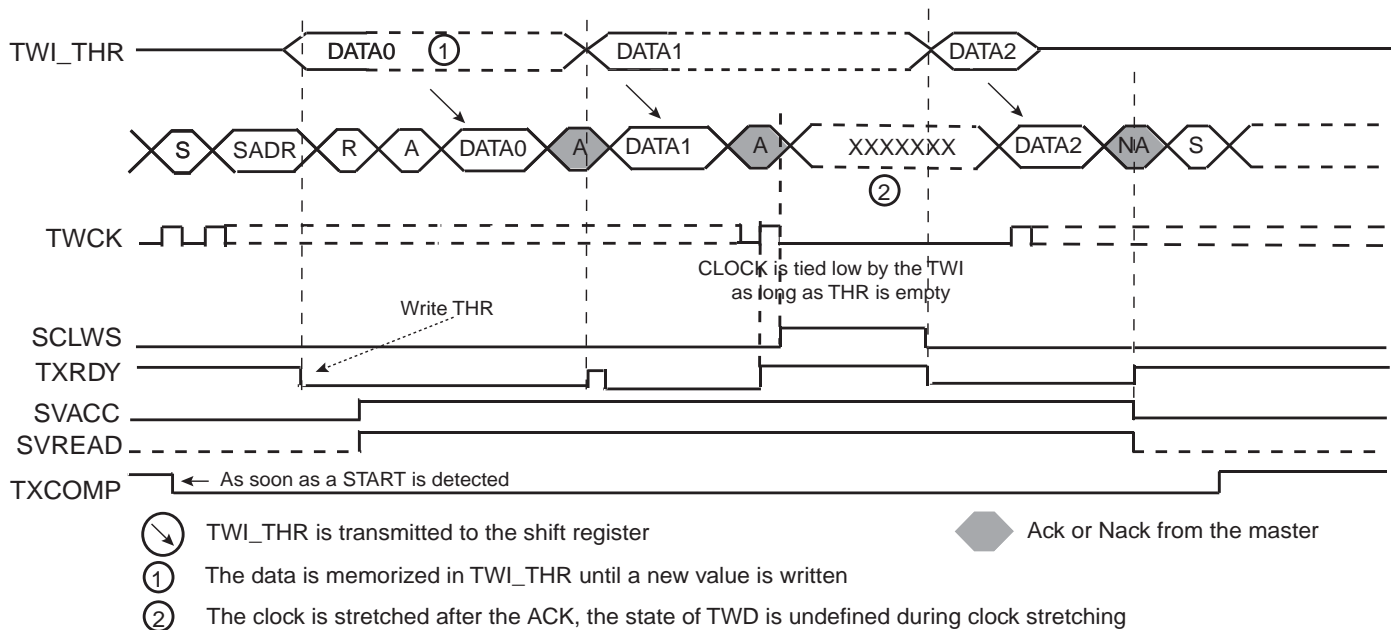 TWI_THR DATA0 1 DATA1 DATA2
S SADR R A DATA0 A DATA1 A XXXXXXX DATA2 NA S
2
TWCK
CLOCK is tied low by the TWI
as long as THR is empty
Write THR
SCLWS
TXRDY
SVACC
SVREAD
TXCOMP As soon as a START is detected
TWI_THR is transmitted to the shift register Ack or Nack from the master
1 The data is memorized in TWI_THR until a new value is written
2 The clock is stretched after the ACK, the state of TWD is undefined during clock stretching